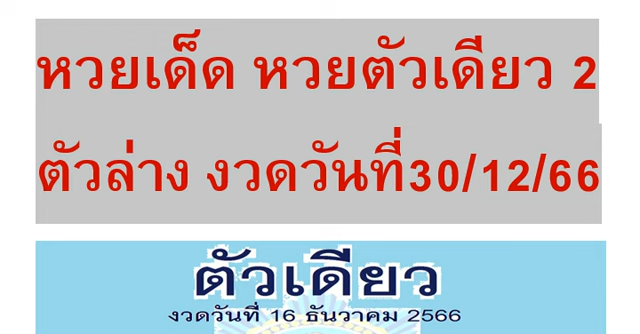 หวยเด็ด หวยตัวเดียว 2
ตัวล่าง งวดวันที่30/12/66
ตัวเดียว
งวดวันที่ 16 ธันวาคม 2566